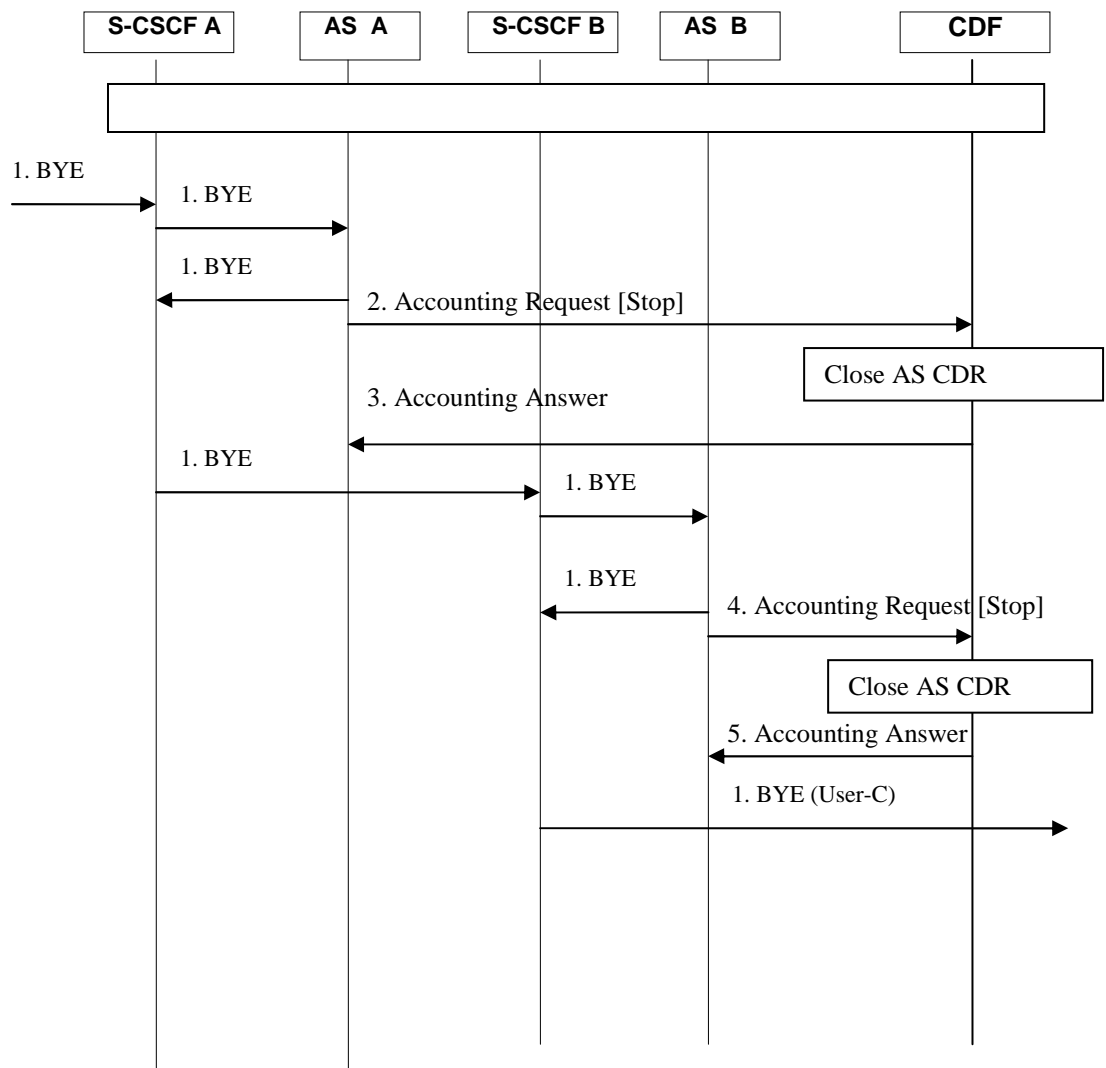 S-CSCF A
AS A
S-CSCF B
AS B
CDF
1. BYE
1. BYE
1. BYE
2. Accounting Request [Stop]
Close AS CDR
3. Accounting Answer
1. BYE
1. BYE
1. BYE
4. Accounting Request [Stop]
Close AS CDR
5. Accounting Answer
1. BYE (User-C)